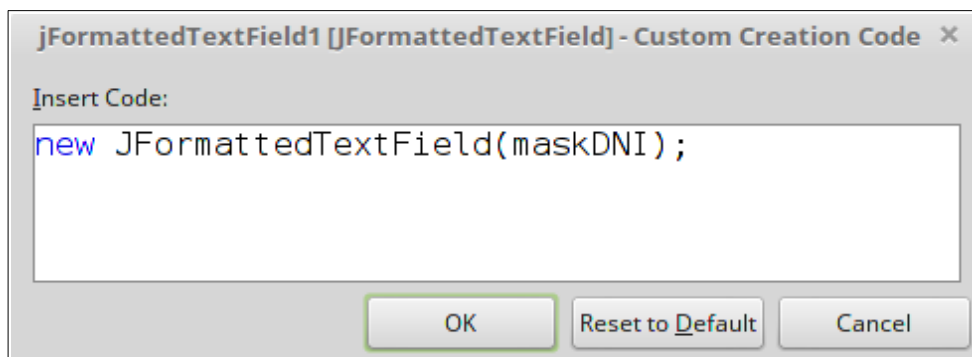 jFormattedTextField1 [JFormattedTextField] - Custom Creation Code ×
Insert Code:
new JFormattedTextField(maskDNI);
OK Reset to Default Cancel